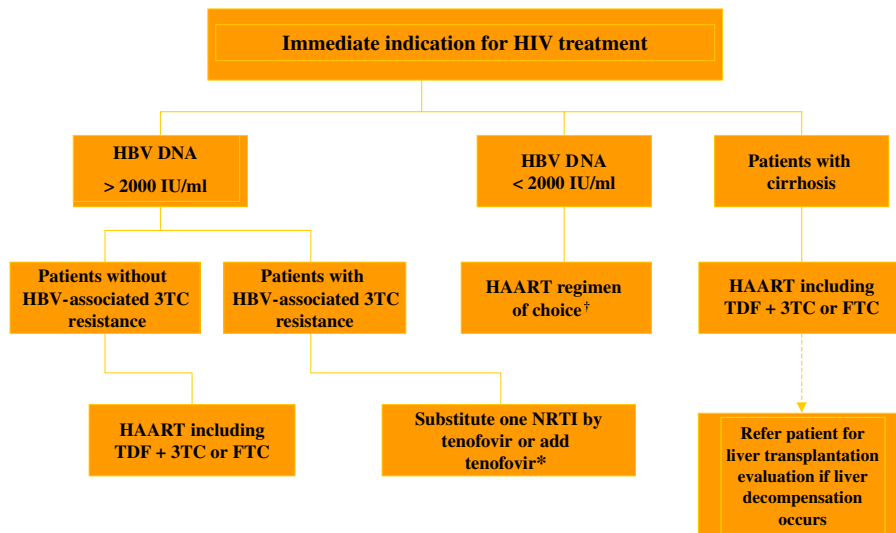 Immediate indication for HIV treatment
HBV DNA
> 2000 IU/ml
HBV DNA
< 2000 IU/ml
Patients with
cirrhosis
Patients without
HBV-associated 3TC
resistance
Patients with
HBV-associated 3TC
resistance
HAART regimen
of choice†
HAART including
TDF + 3TC or FTC
HAART including
TDF + 3TC or FTC
Substitute one NRTI by
tenofovir or add
tenofovir*
Refer patient for
liver transplantation
evaluation if liver
decompensation
occurs